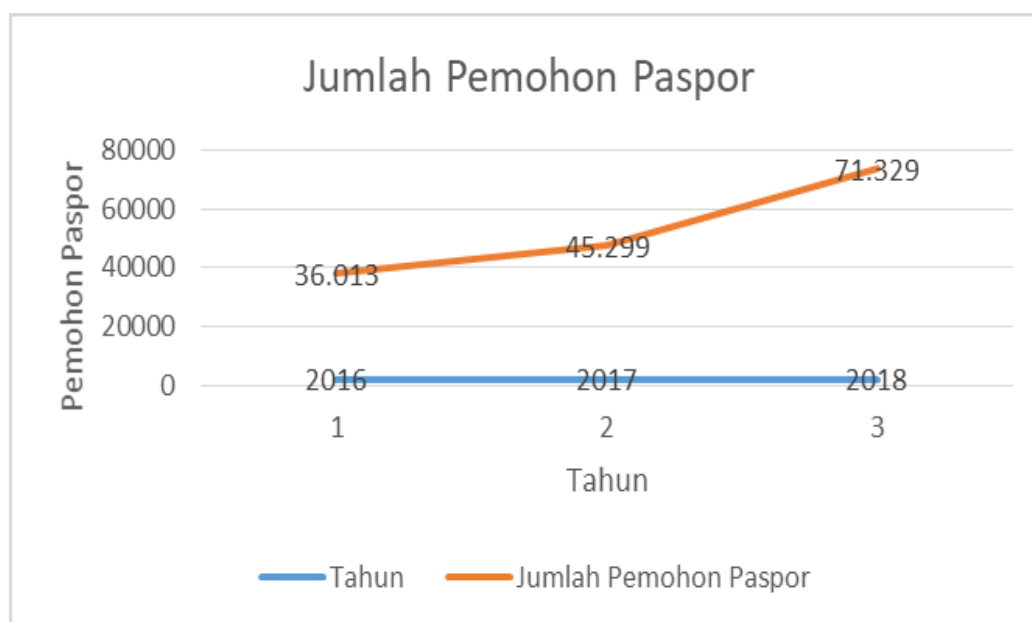 Jumlah Pemohon Paspor
Pemohon Paspor
80000
60000
40000
20000
0
36.013
45.299
71.329
2016
2017
2018
1
2
3
Tahun
Tahun
Jumlah Pemohon Paspor